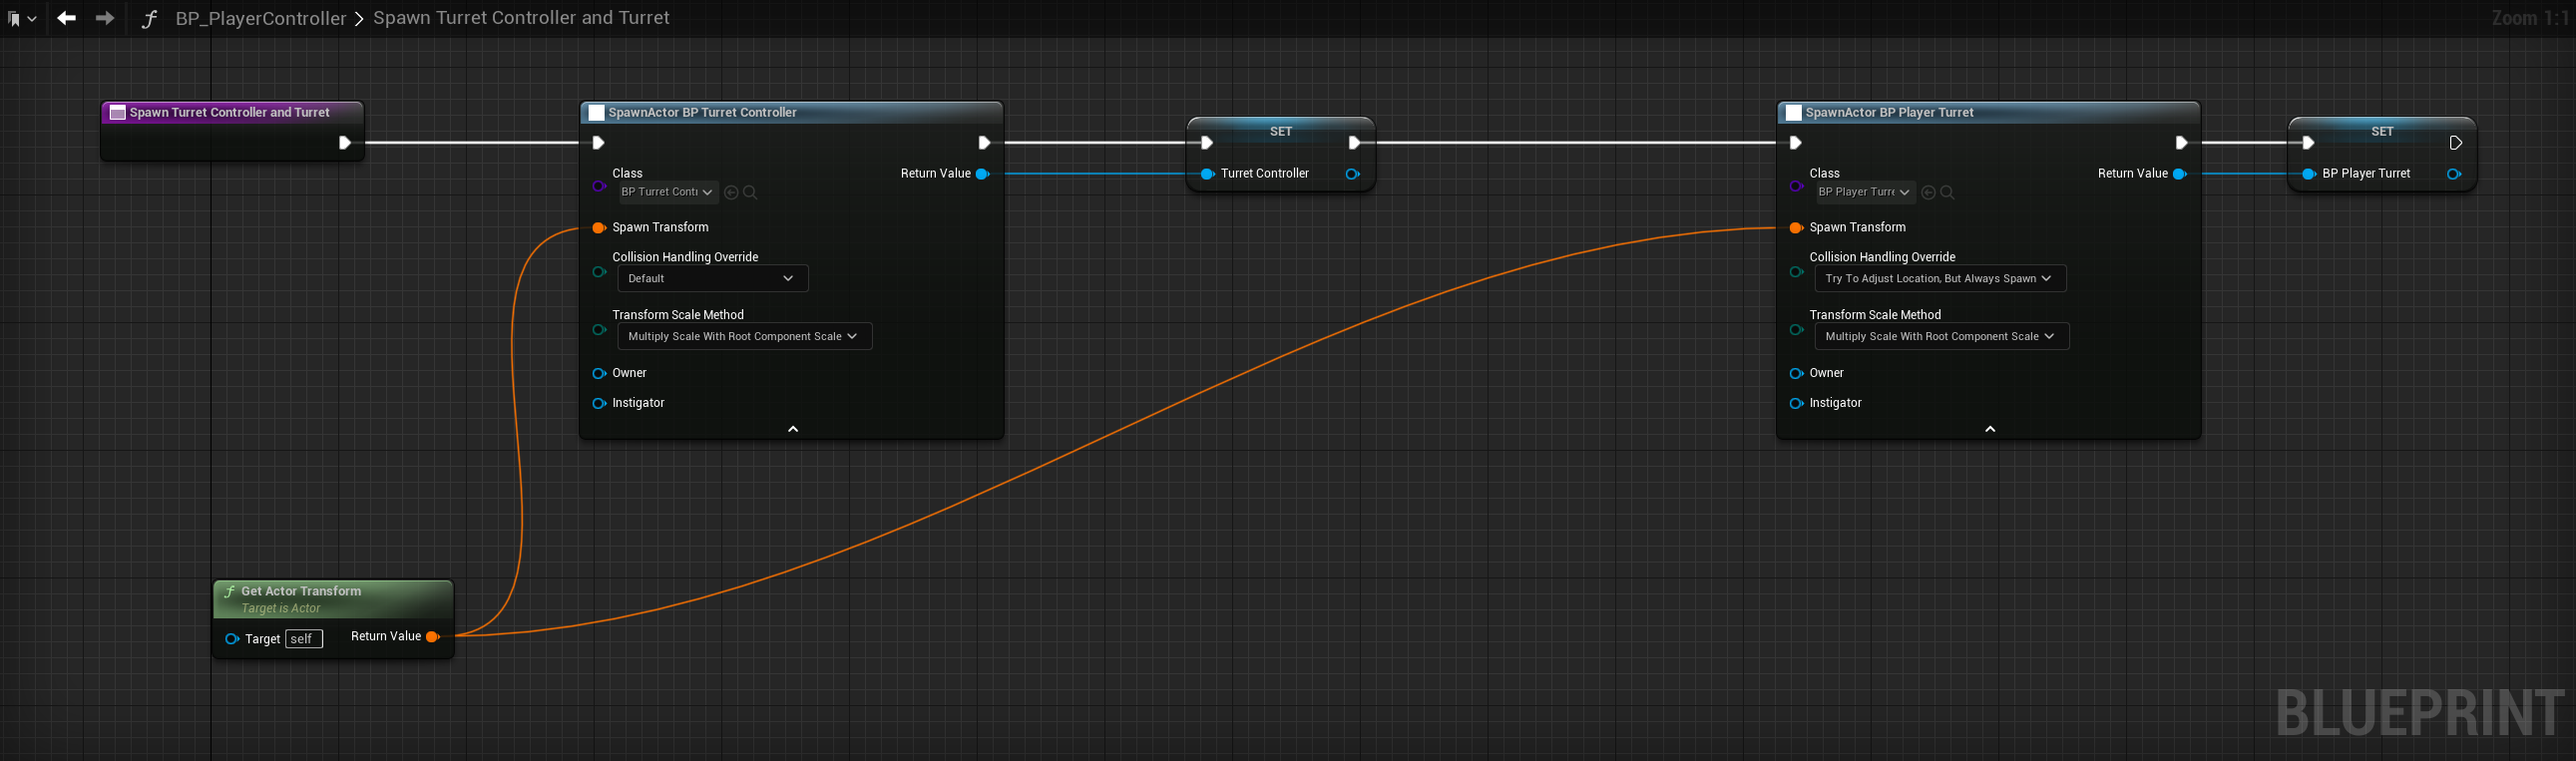 BP_PlayerController > Spawn Turret Controller and Turret
Zoom 1:1
Spawn Turret Controller and Turret
SpawnActor BP Turret Controller
Class
BP Turret Contr
Return Value
Spawn Transform
Collision Handling Override
Default
Transform Scale Method
Multiply Scale With Root Component Scale
Owner
Instigator
SET
Turret Controller
SpawnActor BP Player Turret
Class
BP Player Turre
Return Value
Spawn Transform
Collision Handling Override
Try To Adjust Location, But Always Spawn
Transform Scale Method
Multiply Scale With Root Component Scale
Owner
Instigator
SET
BP Player Turret
Get Actor Transform
Target is Actor
Target self
Return Value
BLUEPRINT